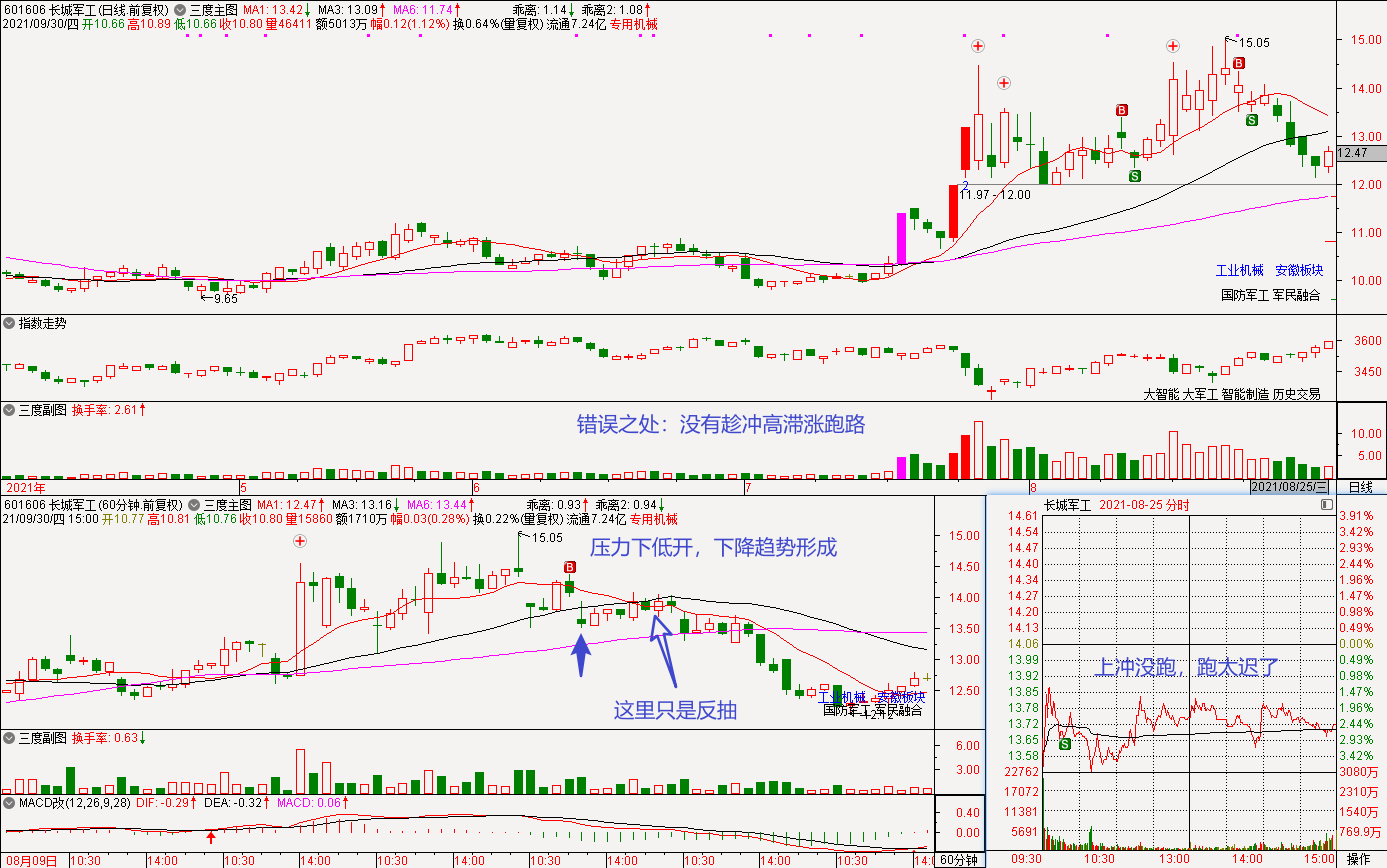 601606 长城军工(日线.前复权) 三度主图 MA1: 13.42↓ MA3: 13.09↑ MA6: 11.74↑ 乖离: 1.14↓ 乖离2: 1.08↑
2021/09/30/四 开10.66 高10.89 低10.66 收10.80 量46411 额5013万 幅0.12(1.12%) 换0.64%(重复权) 流通7.24亿 专用机械
15.05
15.00
14.00
13.00
12.47
12.00
11.00
10.00
B
B
S
S
2
11.97 - 12.00
9.65
工业机械 安徽板块
国防军工 军民融合
指数走势
3600
3450
大智能 大军工 智能制造 历史交易
三度副图 换手率: 2.61↑
错误之处：没有趁冲高滞涨跑路
10.00
5.00
2021年 5 6 7 8 2021/08/25/三 日线
601606 长城军工(60分钟.前复权) 三度主图 MA1: 12.47↑ MA3: 13.16↓ MA6: 13.44↑ 乖离: 0.93↑ 乖离2: 0.94↓
21/09/30/四 15:00 开10.77 高10.81 低10.76 收10.80 量15860 额1710万 幅0.03(0.28%) 换0.22%(重复权) 流通7.24亿 专用机械
15.05
压力下低开，下降趋势形成
B
15.00
14.50
14.00
13.50
13.00
12.50
这里只是反抽
工业机械 安徽板块
国防军工 军民融合
12.12
三度副图 换手率: 0.63↓
6.00
3.00
MACD改(12,26,9,28) DIF: -0.29↑ DEA: -0.32↑ MACD: 0.06↑
0.40
0.00
08月09日 10:30 14:00 10:30 14:00 10:30 14:00 10:30 14:00 10:30 14:00 10:30 60分钟
长城军工 2021-08-25 分时
14.61 3.91%
14.54 3.42%
14.47 2.93%
14.40 2.44%
14.34 1.96%
14.27 1.47%
14.20 0.98%
14.13 0.49%
14.06 0.00%
13.99 0.49%
13.92 0.98%
13.85 1.47%
13.78 1.96%
13.72 2.44%
13.65 2.93%
13.58 3.42%
上冲没跑，跑太迟了
S
22762 3080万
17072 2310万
11381 1540万
5691 769.9万
09:30 10:30 13:00 14:00 15:00 操作